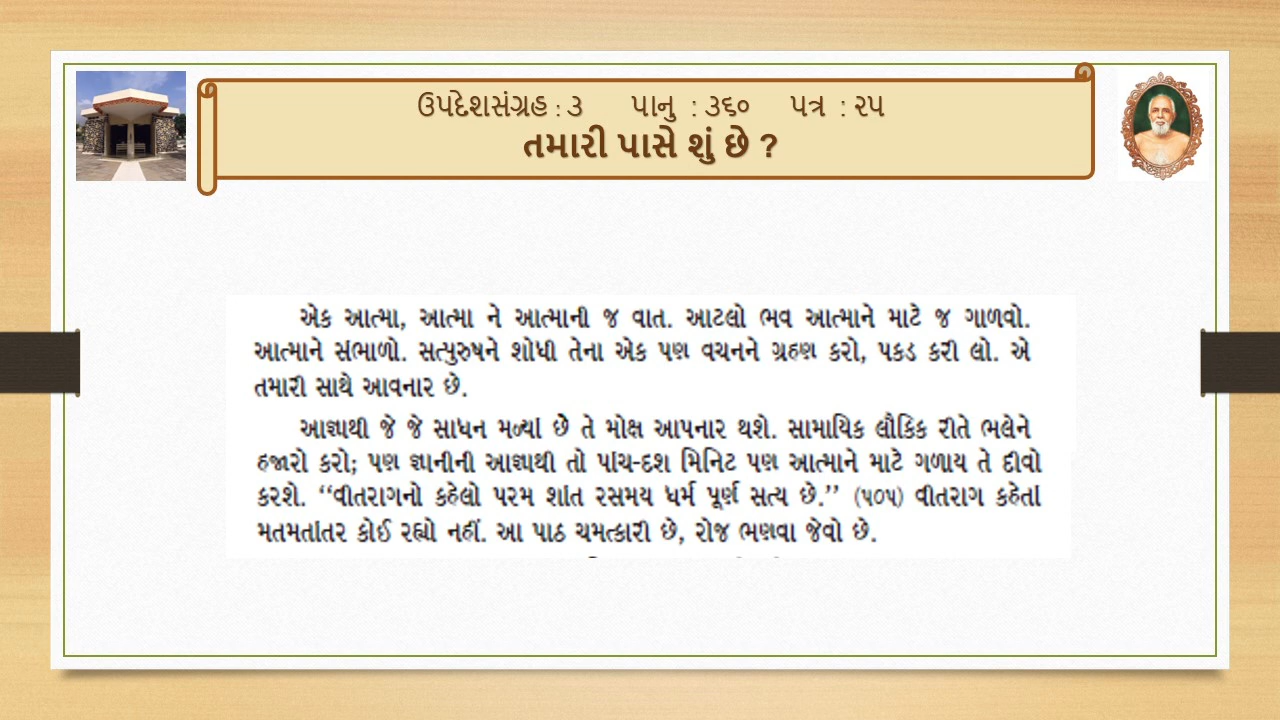 ઉપદેશસંગ્રહ : ૩ પાનુ : ૩૬૦ પત્ર : ૨૫
તમારી પાસે શું છે ?
એક આત્મા, આત્મા ને આત્માની જ વાત. આટલો ભવ આત્માને માટે જ ગાળવો.
આત્માને સંભાળો. સત્પુરુષને શોધી તેના એક પણ વચનને ગ્રહણ કરો, પકડ કરી લો. એ
તમારી સાથે આવનાર છે.
આજ્ઞાથી જે જે સાધન મળ્યાં છે તે મોક્ષ આપનાર થશે. સામાયિક લૌકિક રીતે ભલેને
હજારો કરો; પણ જ્ઞાનીની આજ્ઞાથી તો પાંચ-દશ મિનિટ પણ આત્માને માટે ગળાય તે દીવો
કરશે. ‘‘વીતરાગનો કહેલો પરમ શાંત રસમય ધર્મ પૂર્ણ સત્ય છે.’’ (૫૦૫) વીતરાગ કહેતાં
મતમતાંતર કોઈ રહ્યો નહીં. આ પાઠ ચમત્કારી છે, રોજ ભણવા જેવો છે.